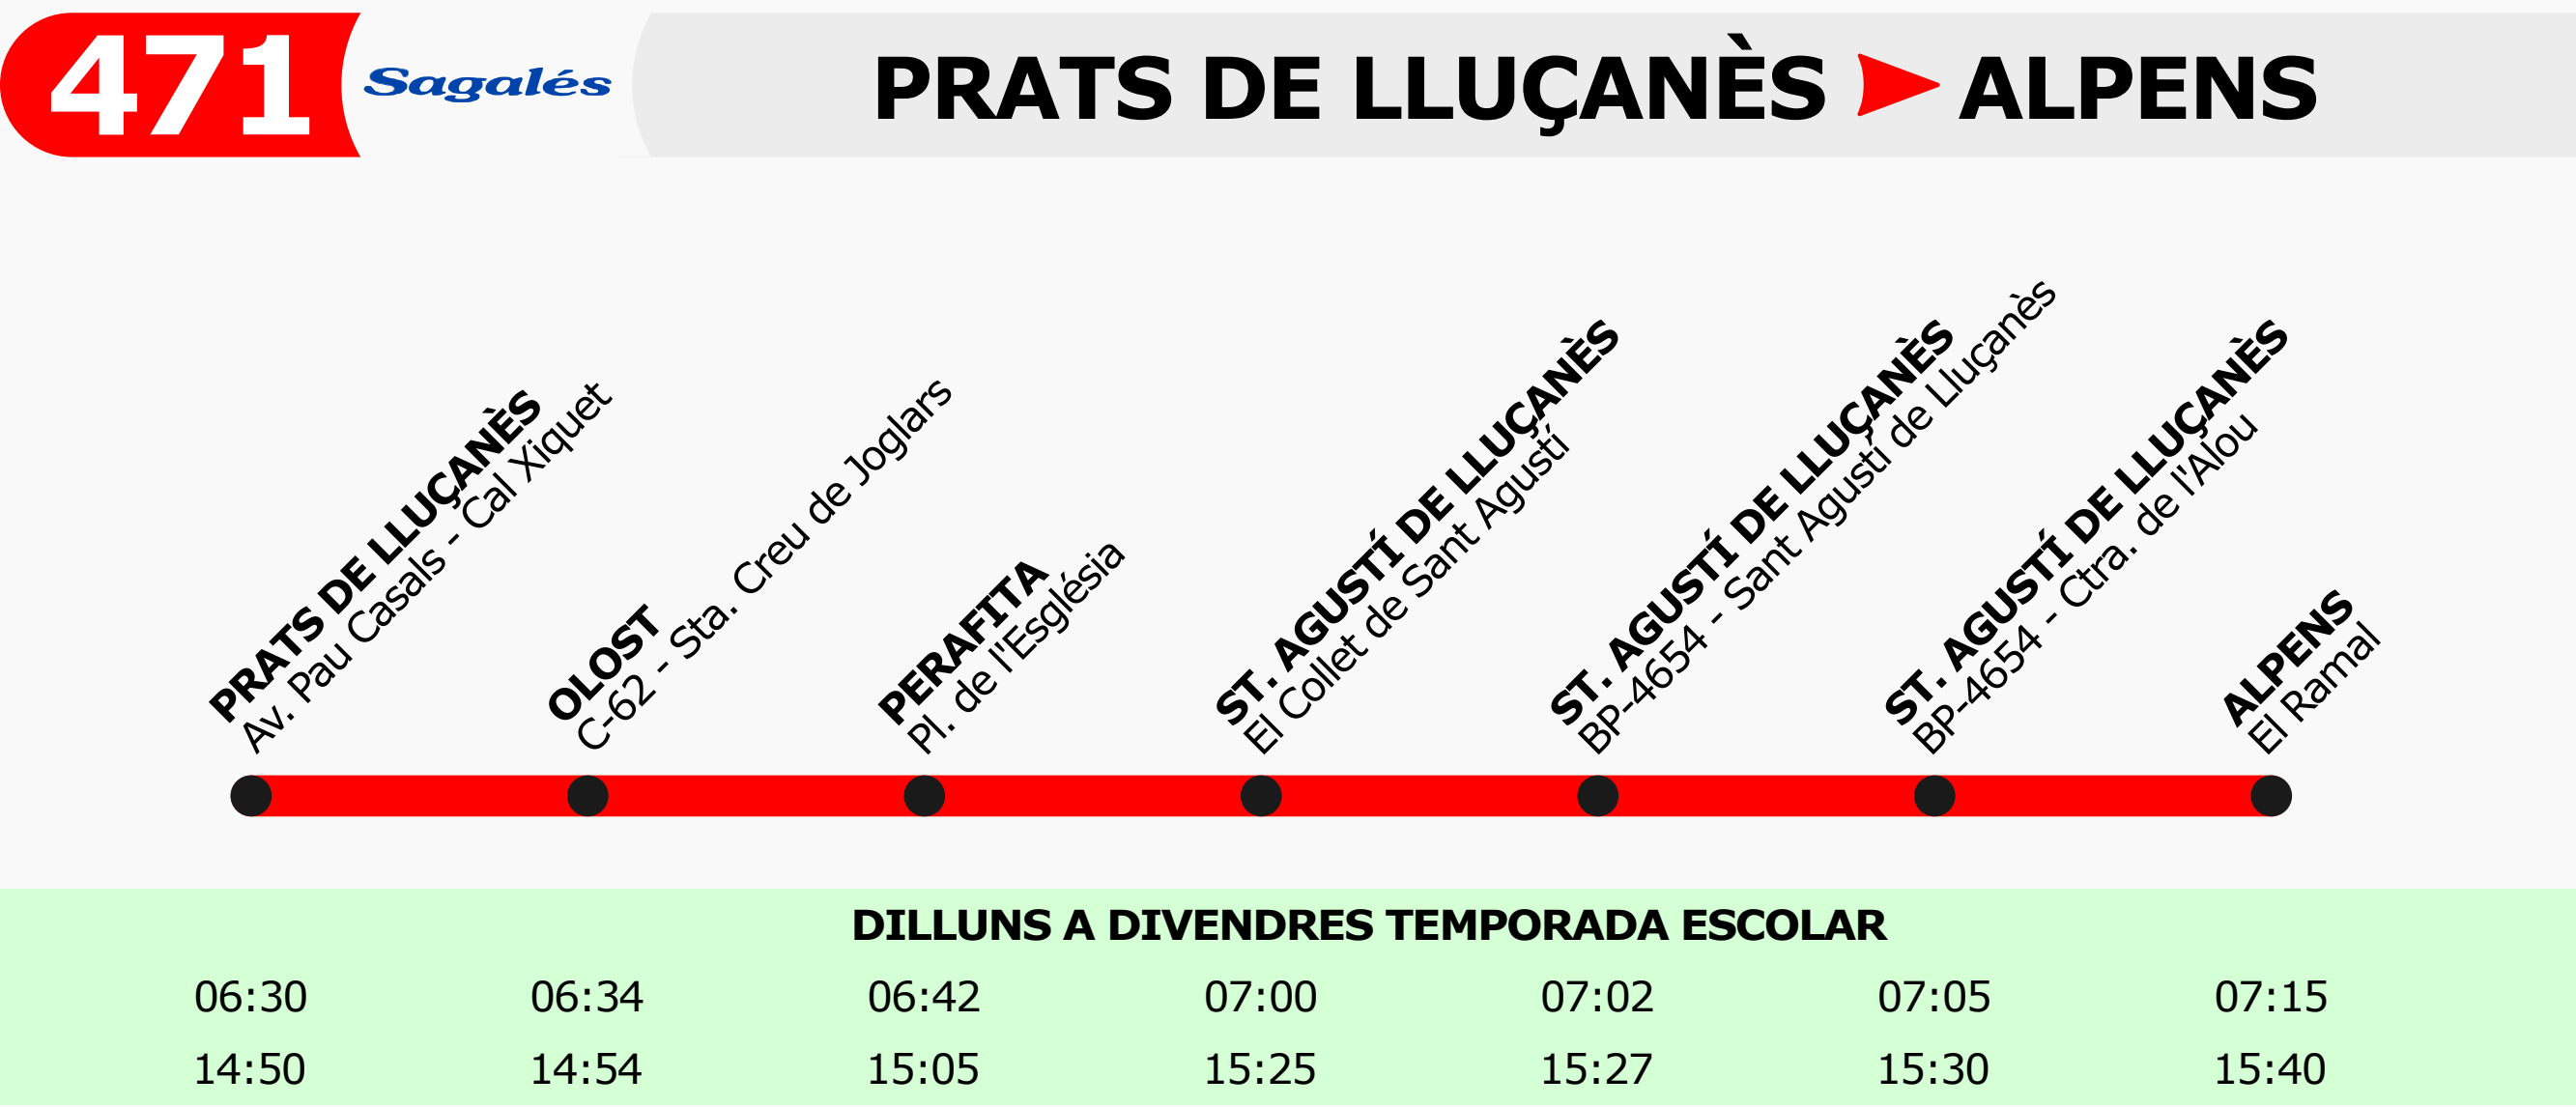 471
Sagalés
PRATS DE LLUÇANÈS ALPENS
PRATS DE LLUÇANÈS
Av. Pau Casals - Cal Xiquet
OLOST
C-62 - Sta. Creu de Joglars
PERAFITA
Pl. de l'Església
ST. AGUSTÍ DE LLUÇANÈS
El Collet de Sant Agustí
ST. AGUSTÍ DE LLUÇANÈS
BP-4654 - Sant Agustí de Lluçanès
ST. AGUSTÍ DE LLUÇANÈS
BP-4654 - Ctra. de l'Alou
ALPENS
El Ramal
DILLUNS A DIVENDRES TEMPORADA ESCOLAR
06:30 06:34 06:42 07:00 07:02 07:05 07:15
14:50 14:54 15:05 15:25 15:27 15:30 15:40